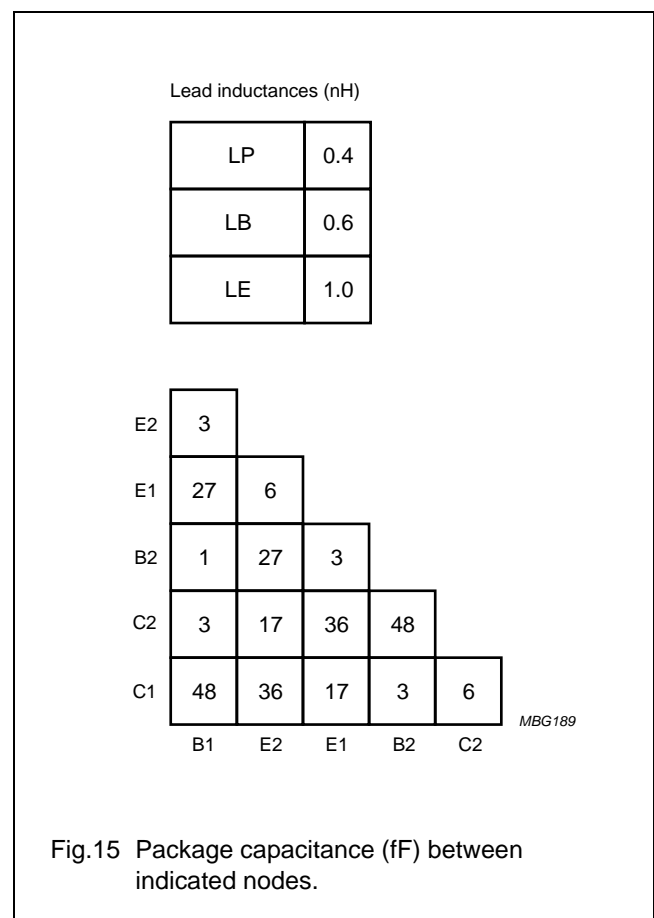 Lead inductances (nH)
LP 0.4
LB 0.6
LE 1.0
E2 3
E1 27 6
B2 1 27 3
C2 3 17 36 48
C1 48 36 17 3 6
MBG189
B1 E2 E1 B2 C2
Fig.15 Package capacitance (fF) between
indicated nodes.